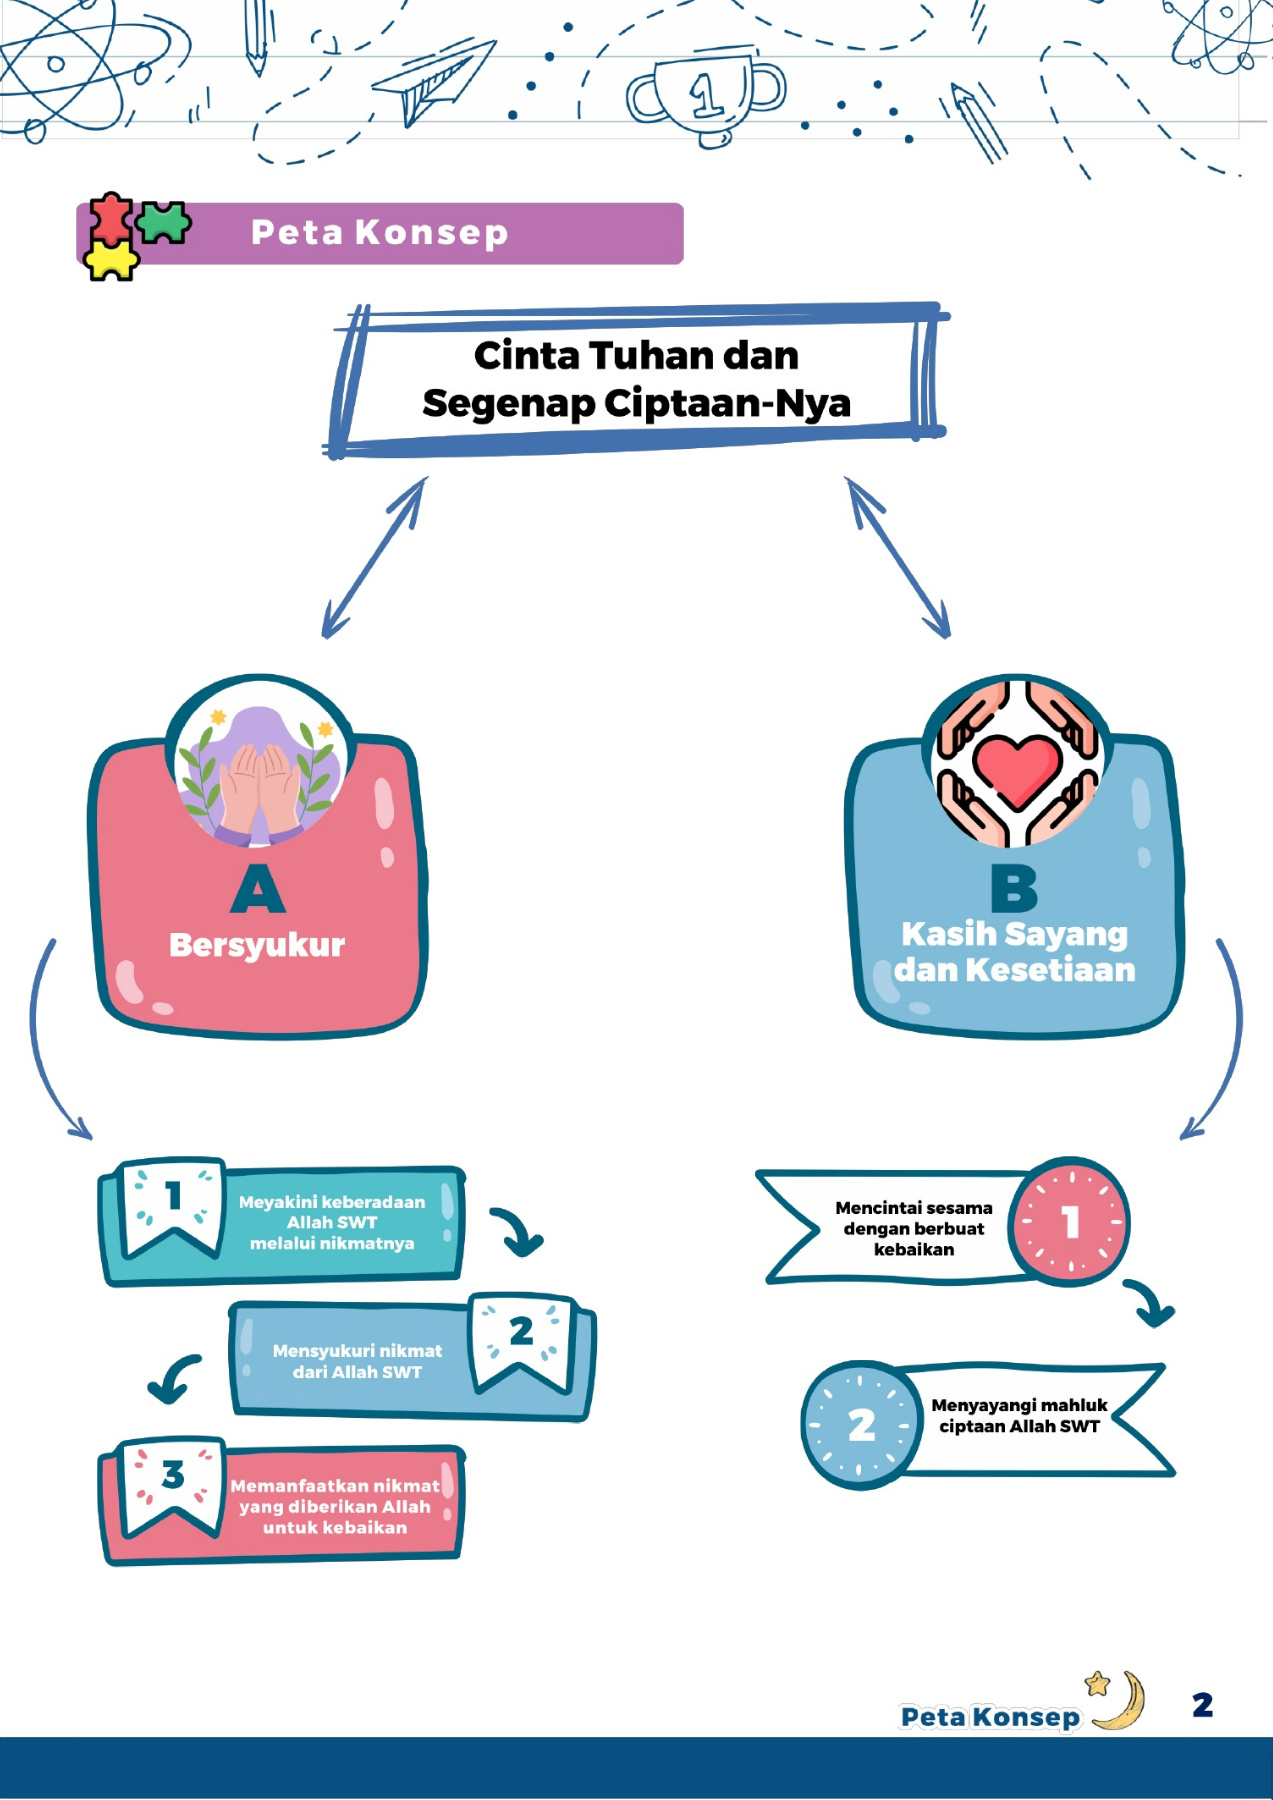 1
Peta Konsep
Cinta Tuhan dan
Segenap Ciptaan-Nya
A
Bersyukur
B
Kasih Sayang
dan Kesetiaan
1
Meyakini keberadaan
Allah SWT
melalui nikmatnya
2
Mensyukuri nikmat
dari Allah SWT
3
Memanfaatkan nikmat
yang diberikan Allah
untuk kebaikan
1
Mencintai sesama
dengan berbuat
kebaikan
2
Menyayangi mahluk
ciptaan Allah SWT
Peta Konsep
2